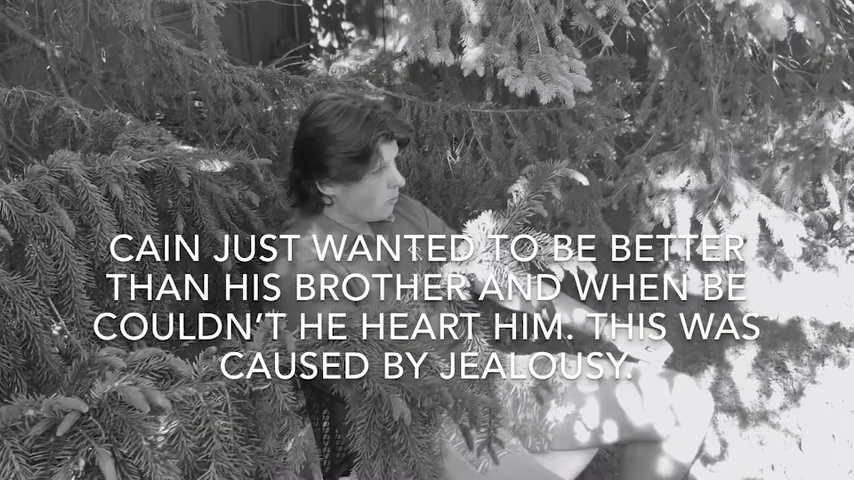 CAIN JUST WANTED TO BE BETTER
THAN HIS BROTHER AND WHEN BE
COULDN'T HE HEART HIM. THIS WAS
CAUSED BY JEALOUSY.